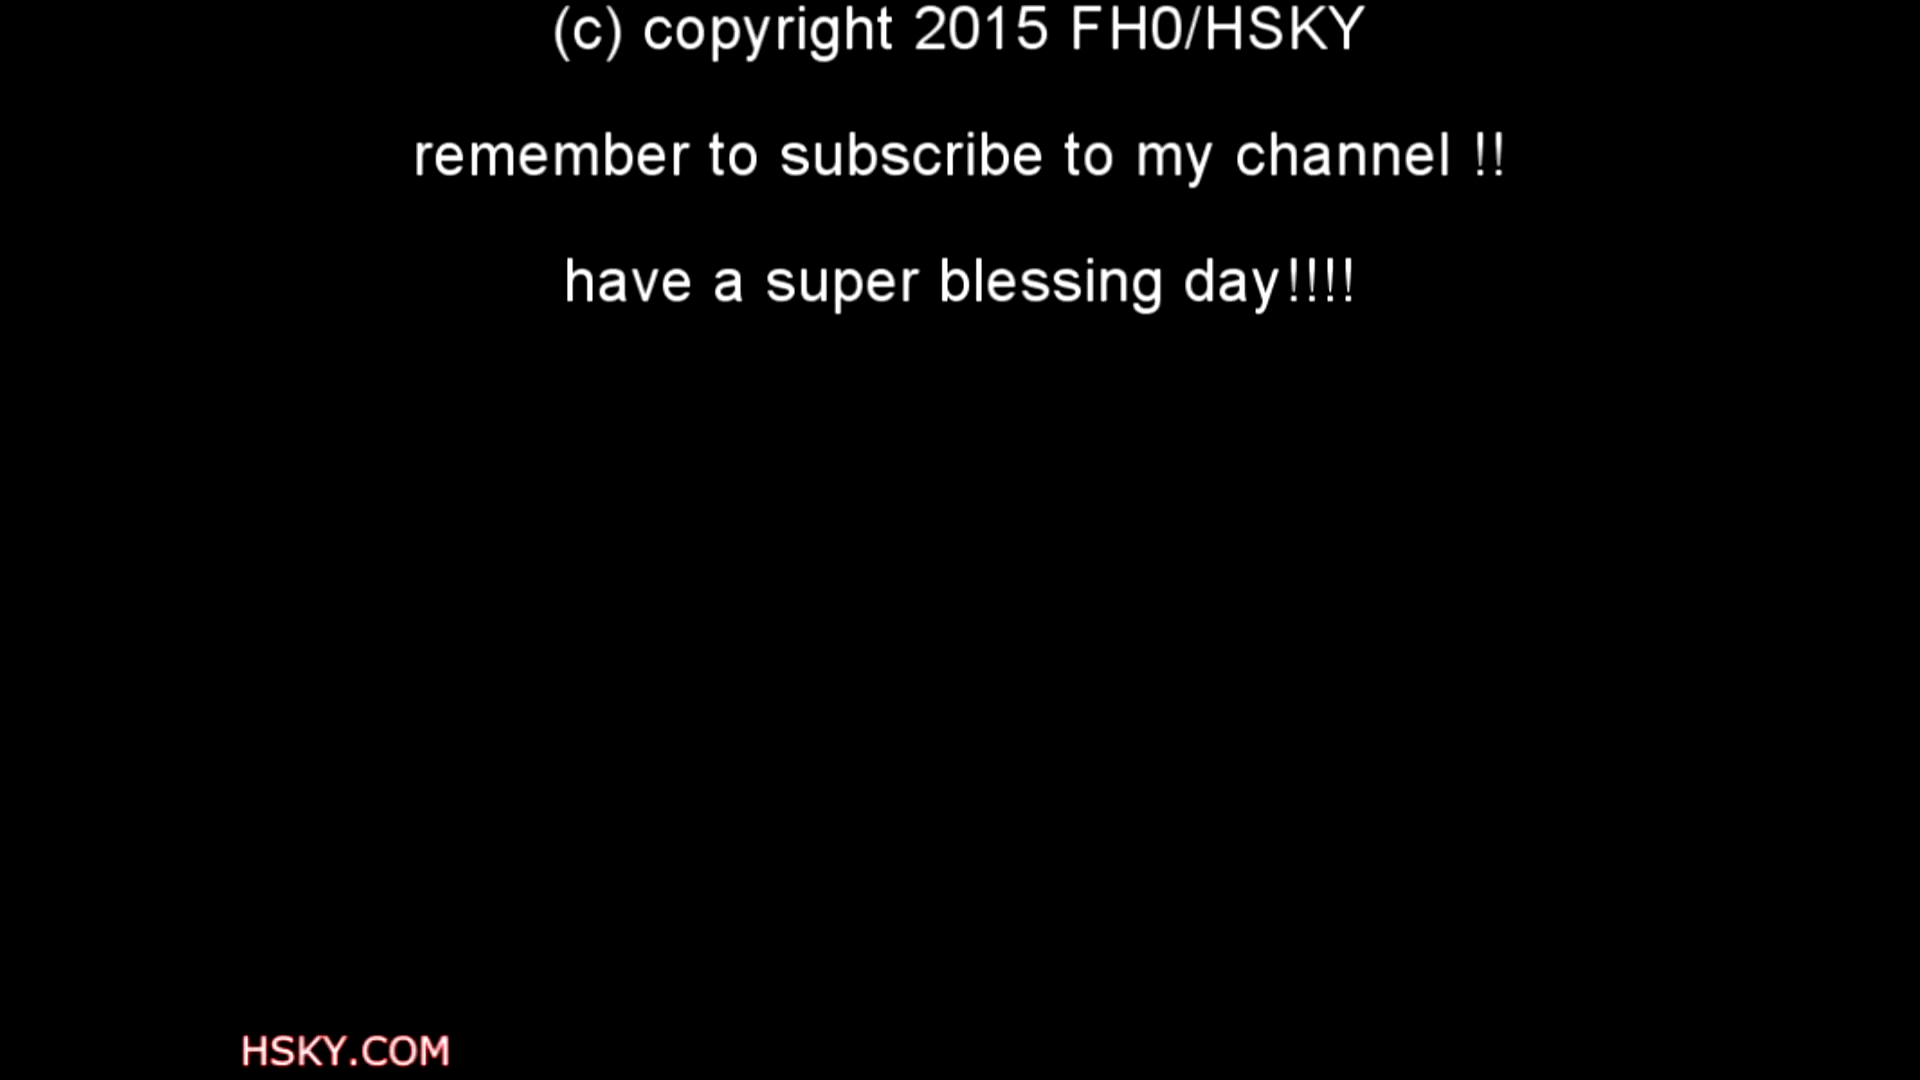 (c) copyright 2015 FH0/HSKY
remember to subscribe to my channel !!
have a super blessing day!!!!
HSKY.COM